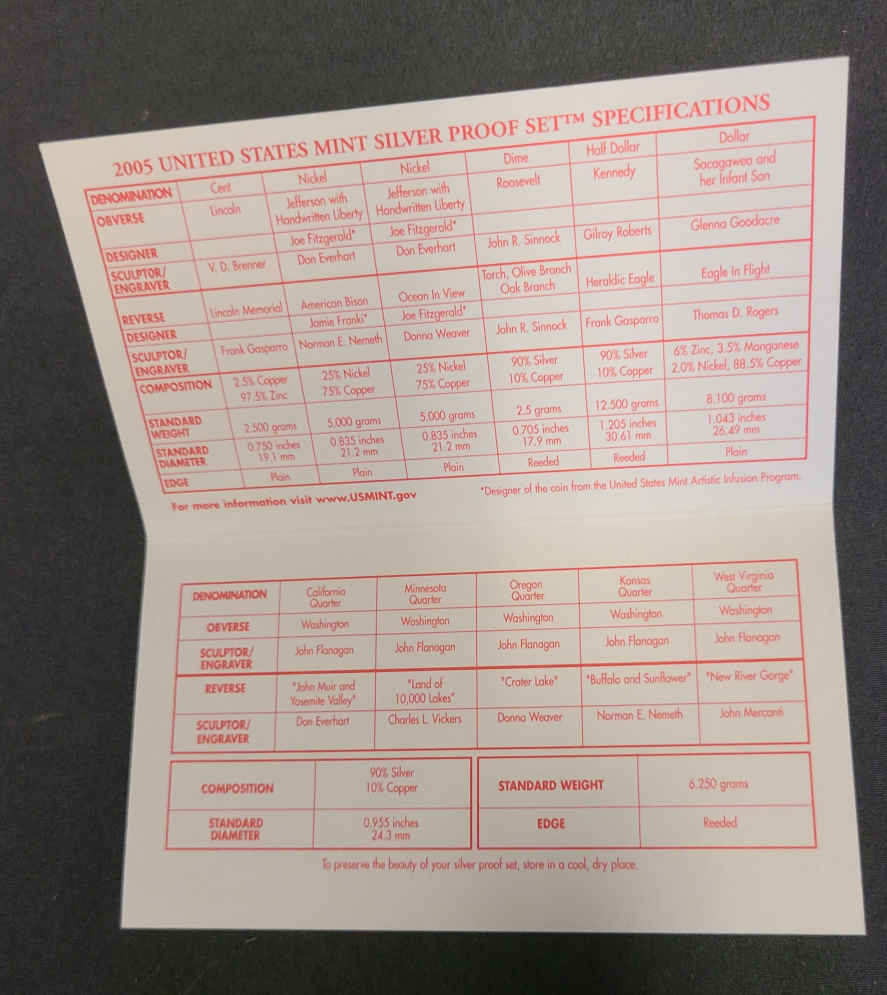 2005 UNITED STATES MINT SILVER PROOF SET™ SPECIFICATIONS
DENOMINATION Cent Nickel Nickel Dime Half Dollar Dollar
OBVERSE Lincoln Jefferson with Jefferson with Roosevelt Kennedy Sacagawea and
Handwritten Liberty Handwritten Liberty her Infant Son
DESIGNER Joe Fitzgerald* Joe Fitzgerald*
SCULPTOR/ V. D. Brenner Don Everhart Don Everhart John R. Sinnock Gilroy Roberts Glenna Goodacre
ENGRAVER
REVERSE Lincoln Memorial American Bison Ocean In View Torch, Olive Branch Heraldic Eagle Eagle In Flight
Oak Branch
DESIGNER Jamie Franki* Joe Fitzgerald*
SCULPTOR/ Frank Gasparro Norman E. Nemeth Donna Weaver John R. Sinnock Frank Gasparro Thomas D. Rogers
ENGRAVER
COMPOSITION 2.5% Copper 25% Nickel 25% Nickel 90% Silver 90% Silver 6% Zinc, 3.5% Manganese
97.5% Zinc 75% Copper 75% Copper 10% Copper 10% Copper 2.0% Nickel, 88.5% Copper
STANDARD 2.500 grams 5.000 grams 5.000 grams 2.5 grams 12.500 grams 8.100 grams
WEIGHT
STANDARD 0.750 inches 0.835 inches 0.835 inches 0.705 inches 1.205 inches 1.043 inches
DIAMETER 19.1 mm 21.2 mm 21.2 mm 17.9 mm 30.61 mm 26.49 mm
EDGE Plain Plain Plain Reeded Reeded Plain
For more information visit www.USMINT.gov *Designer of the coin from the United States Mint Artistic Infusion Program.
DENOMINATION California Minnesota Oregon Kansas West Virginia
Quarter Quarter Quarter Quarter Quarter
OBVERSE Washington Washington Washington Washington Washington
SCULPTOR/ John Flanagan John Flanagan John Flanagan John Flanagan John Flanagan
ENGRAVER
REVERSE "John Muir and "Land of "Crater Lake" "Buffalo and Sunflower" "New River Gorge"
Yosemite Valley" 10,000 Lakes"
SCULPTOR/ Don Everhart Charles L. Vickers Donna Weaver Norman E. Nemeth John Mercanti
ENGRAVER
COMPOSITION 90% Silver STANDARD WEIGHT 6.250 grams
10% Copper
STANDARD 0.955 inches EDGE Reeded
DIAMETER 24.3 mm
To preserve the beauty of your silver proof set, store in a cool, dry place.